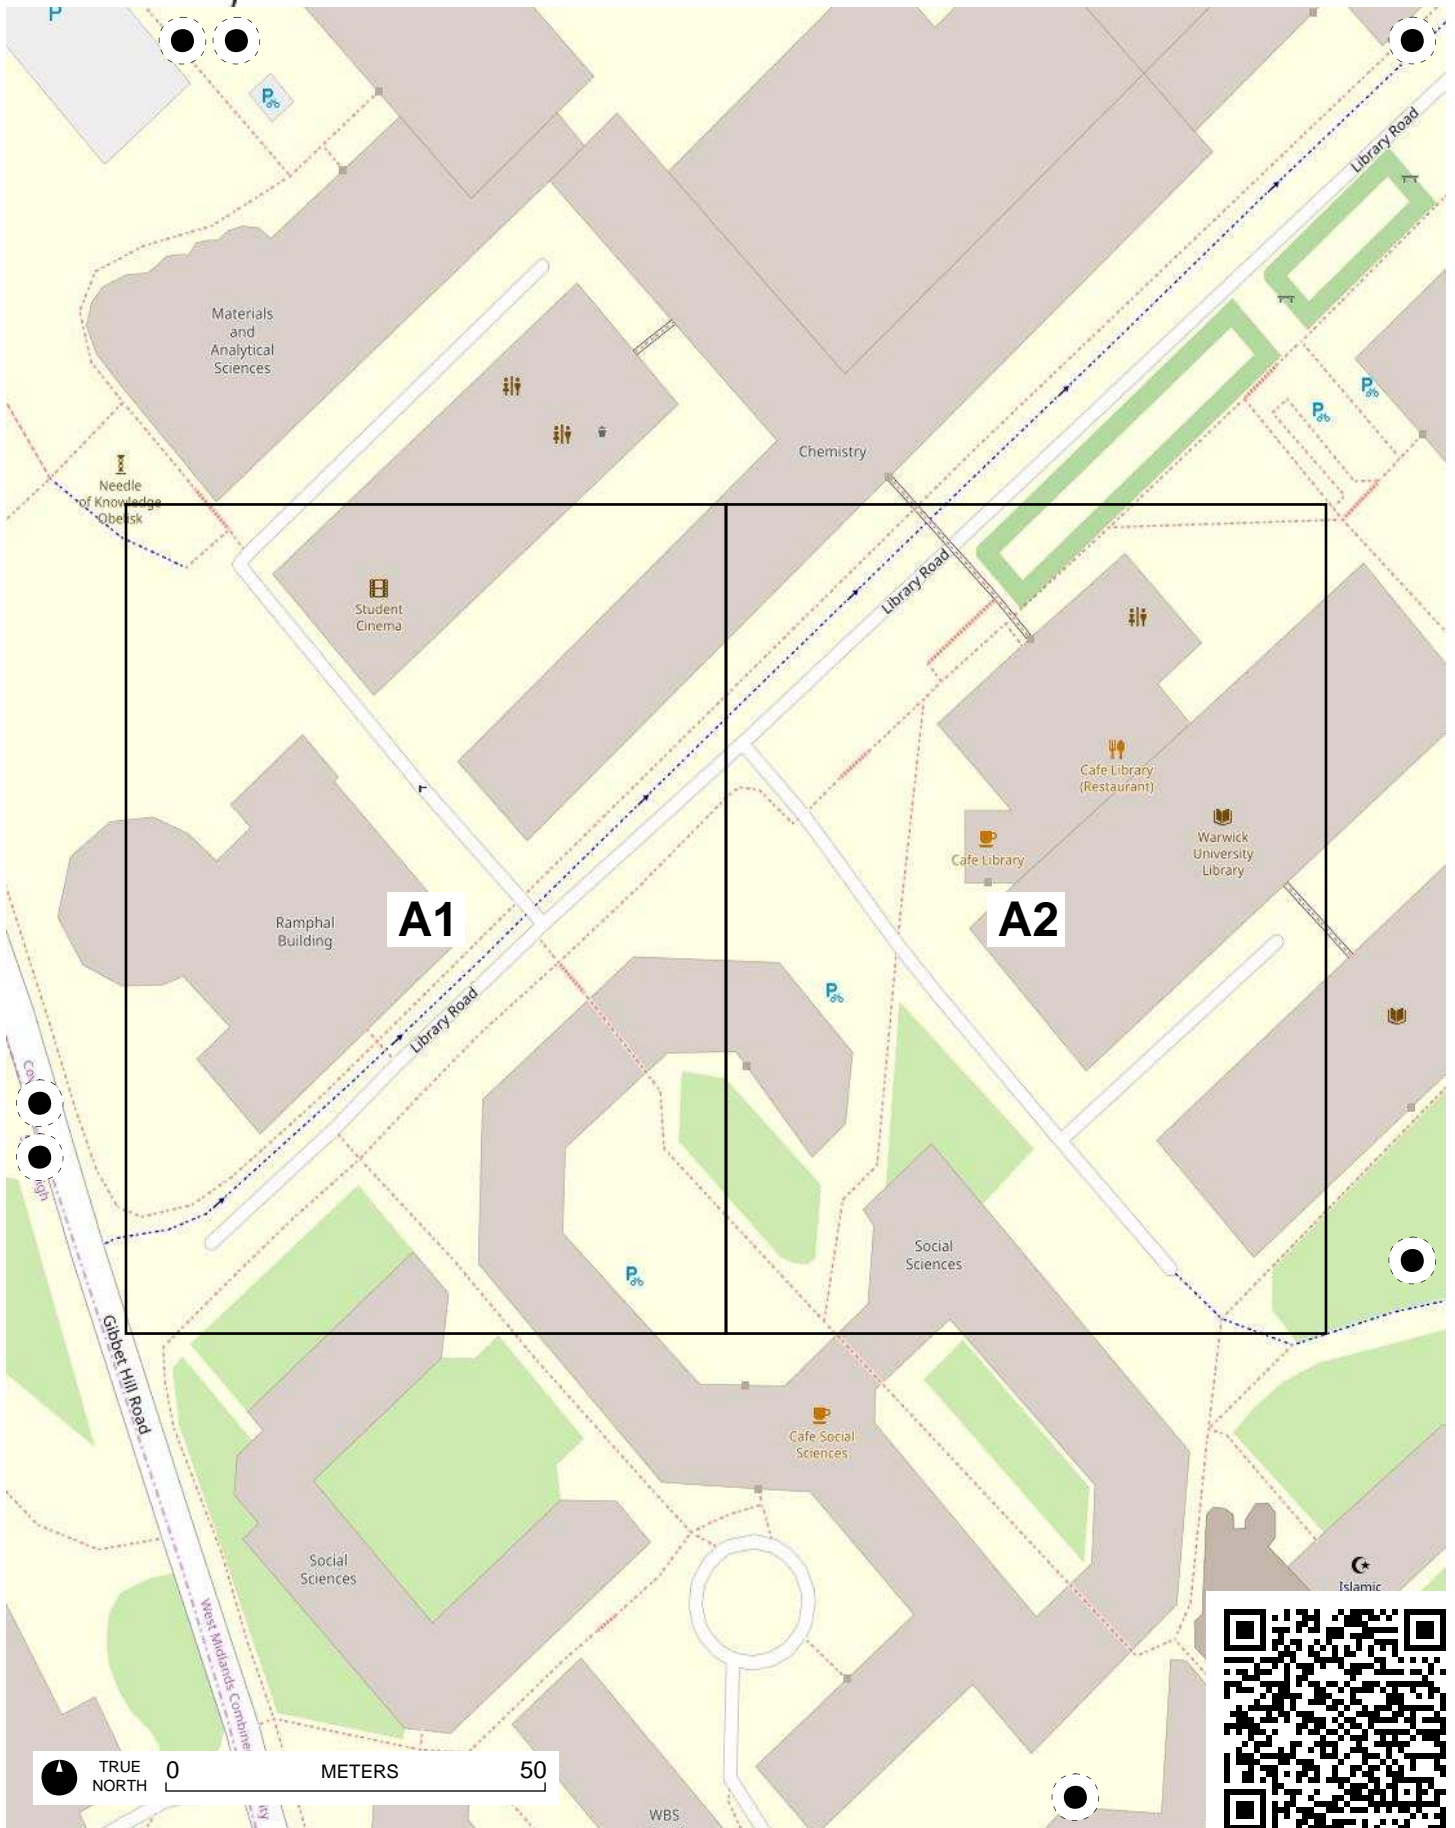 P
P
Library Road
Materials
and
Analytical
Sciences
P
P
Chemistry
Needle
of Knowledge
Obelisk
Student
Cinema
Library Road
Cafe Library
(Restaurant)
Warwick
University
Library
Cafe Library
A1
A2
Ramphal
Building
P
Library Road
Social
Sciences
P
Gibbet Hill Road
Cafe Social
Sciences
Social
Sciences
Islamic
West Midlands Combine
TRUE
NORTH
0
METERS
50
WBS